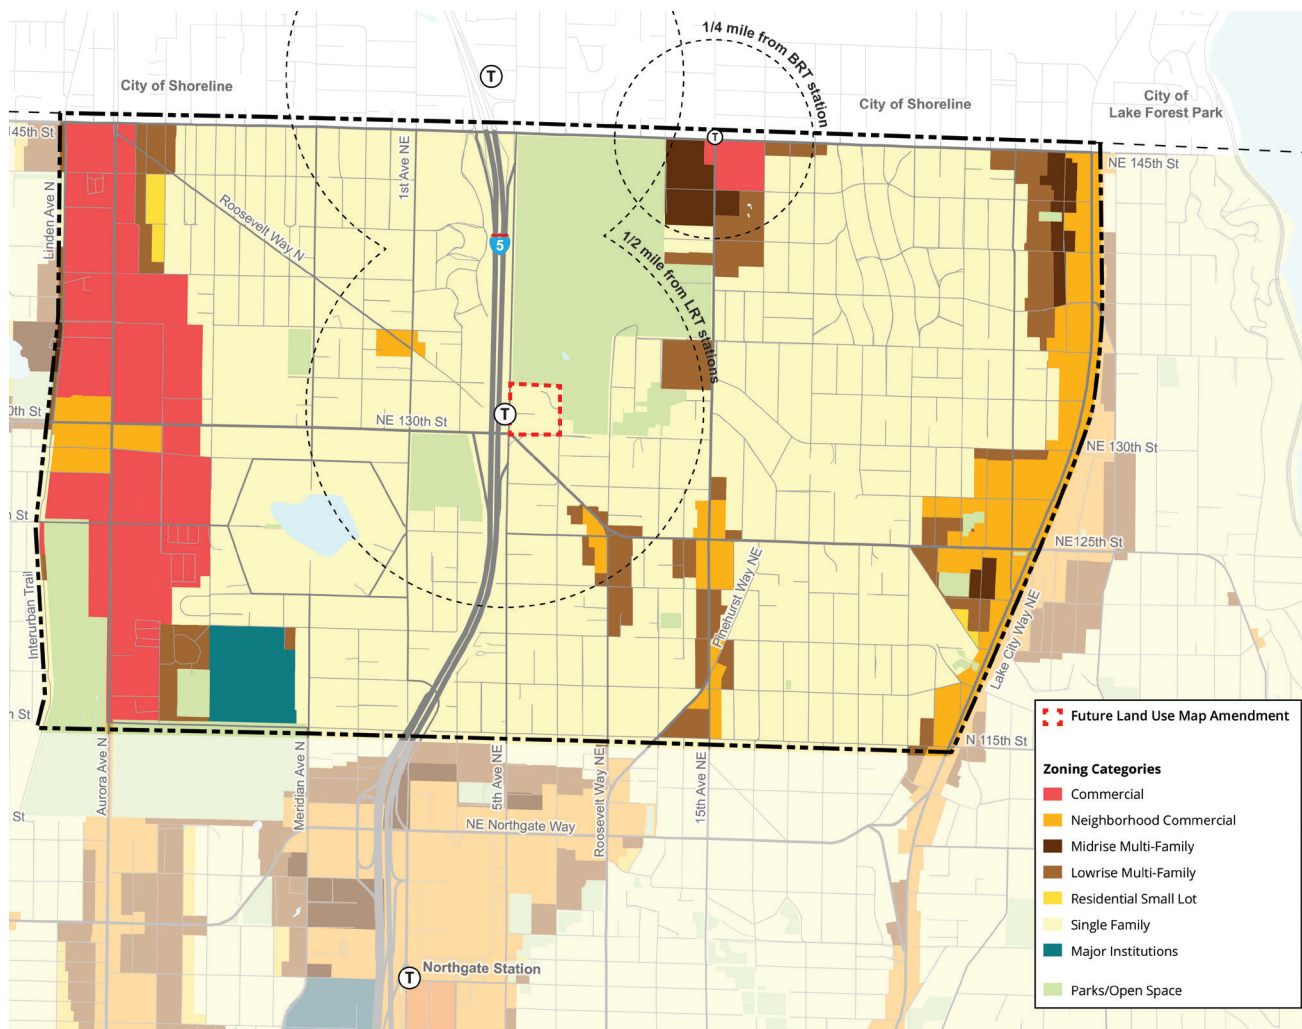 1/4 mile from BRT station
T
City of Shoreline
City of Shoreline
City of
Lake Forest Park
145th St
T
NE 145th St
Linden Ave N
1st Ave NE
Roosevelt Way N
5
1/2 mile from LRT stations
0th St
NE 130th St
T
NE 130th St
h St
NE125th St
Interurban Trail
Pinehurst Way NE
Lake City Way NE
h St
N 115th St
Aurora Ave N
Meridian Ave N
5th Ave NE
Roosevelt Way NE
15th Ave NE
St
NE Northgate Way
T
Northgate Station
Future Land Use Map Amendment
Zoning Categories
Commercial
Neighborhood Commercial
Midrise Multi-Family
Lowrise Multi-Family
Residential Small Lot
Single Family
Major Institutions
Parks/Open Space